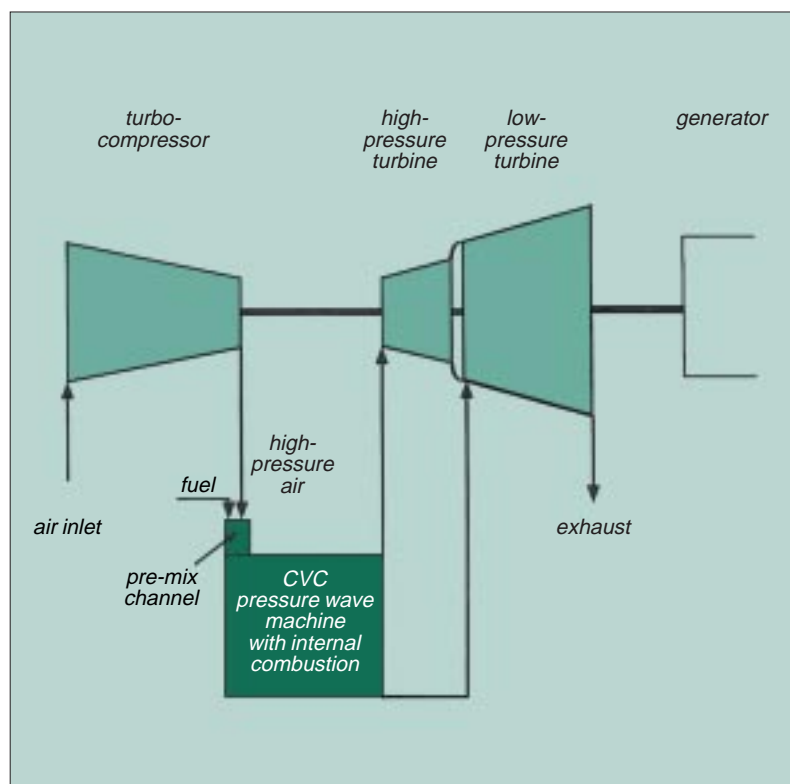 turbo-
compressor
high-
pressure
turbine
low-
pressure
turbine
generator
high-
pressure
air
fuel
air inlet
exhaust
pre-mix
channel
CVC
pressure wave
machine
with internal
combustion